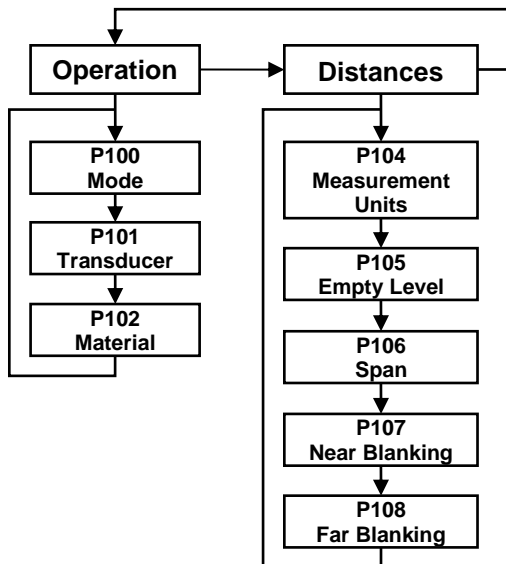 Operation
Distances
P100
Mode
P101
Transducer
P102
Material
P104
Measurement
Units
P105
Empty Level
P106
Span
P107
Near Blanking
P108
Far Blanking